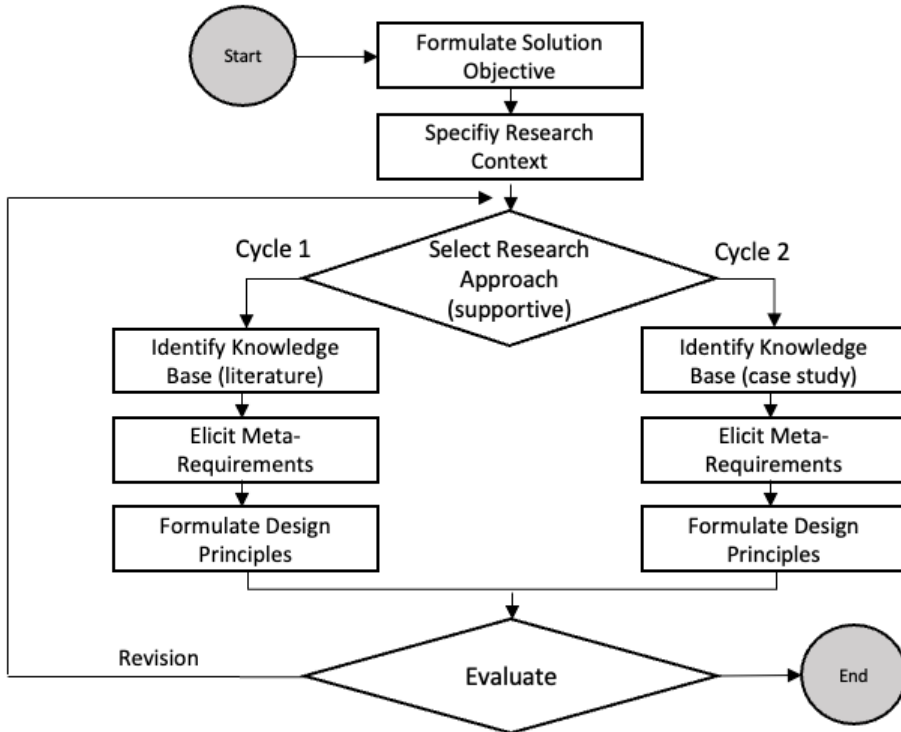 Start
Formulate Solution
Objective
Specifiy Research
Context
Cycle 1
Select Research
Approach
(supportive)
Cycle 2
Identify Knowledge
Base (literature)
Elicit Meta-
Requirements
Formulate Design
Principles
Identify Knowledge
Base (case study)
Elicit Meta-
Requirements
Formulate Design
Principles
Revision
Evaluate
End